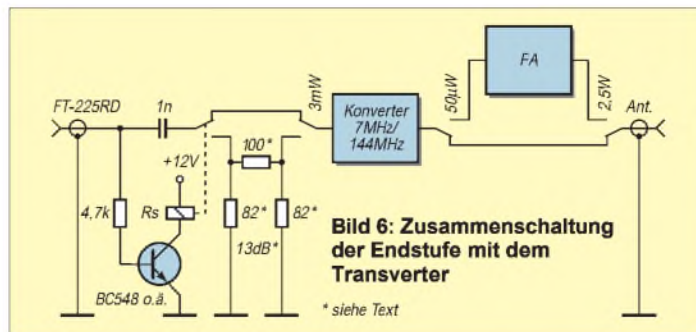 FT-225RD
1n
+12V
4,7k
Rs
BC548 o.ä.
100*
82*
82*
13dB*
3mW
Konverter
7MHz/
144MHz
50µW
FA
2,5W
Ant.
Bild 6: Zusammenschaltung
der Endstufe mit dem
Transverter
* siehe Text